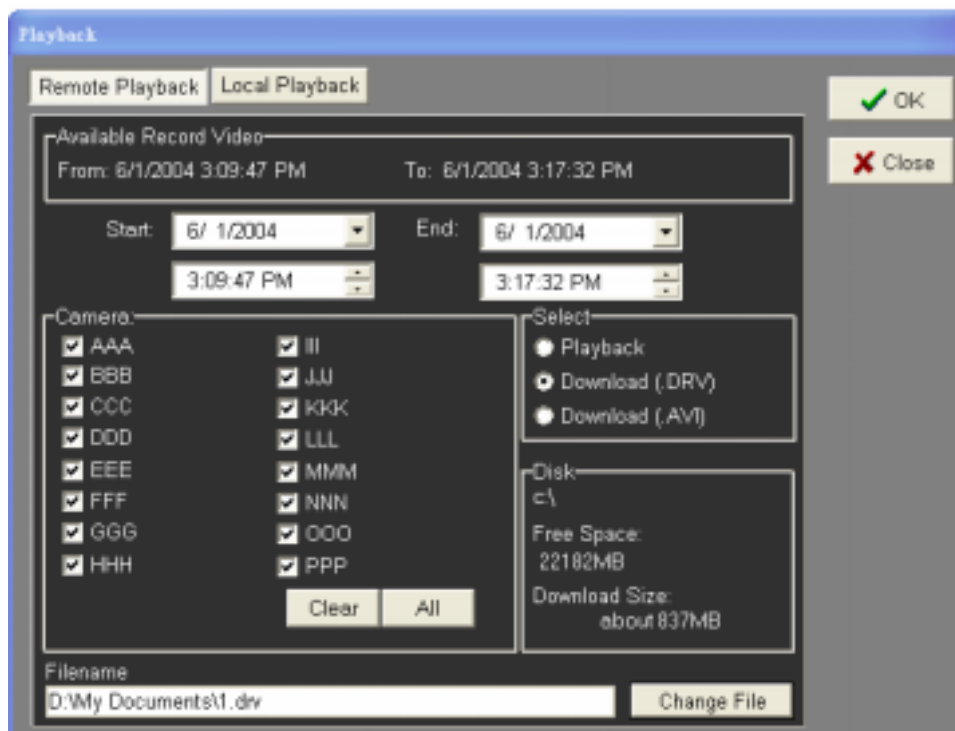 Playback
Remote Playback Local Playback
OK
Close
Available Record Video
From: 6/1/2004 3:09:47 PM To: 6/1/2004 3:17:32 PM
Start: 6/ 1/2004 End: 6/ 1/2004
3:09:47 PM 3:17:32 PM
Camera:
AAA III
BBB JJJ
CCC KKK
DDD LLL
EEE MMM
FFF NNN
GGG OOO
HHH PPP
Clear All
Select
Playback
Download (.DRV)
Download (.AVI)
Disk
c:\
Free Space:
22182MB
Download Size:
about 837MB
Filename
D:\My Documents\1.drv Change File